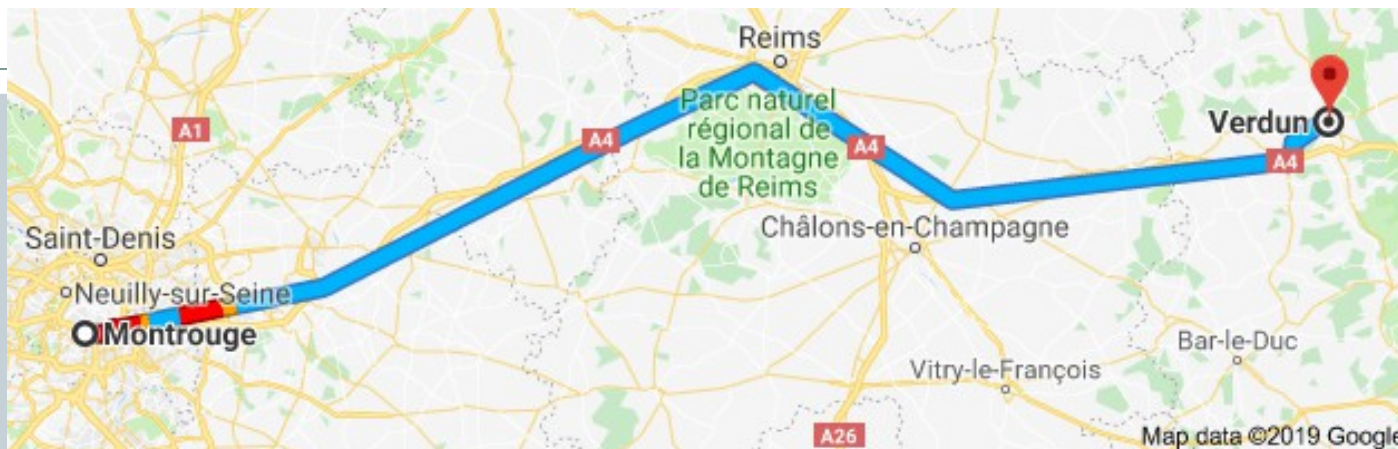 Reims
Parc naturel
régional de
la Montagne
de Reims
A1
A4
A4
Verdun
A4
Châlons-en-Champagne
Saint-Denis
Neuilly-sur-Seine
Montrouge
Bar-le-Duc
Vitry-le-François
A26
Map data ©2019 Google